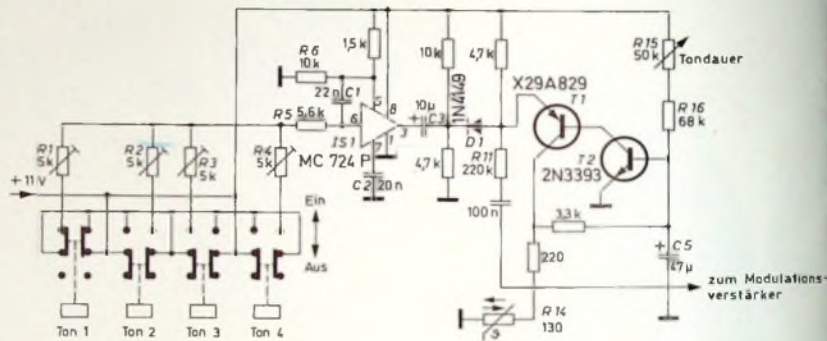 R6
10k
1,5k
10k
1N4149
4,7k
R15
50k
Tondauer
X29A829
T1
22n
C1
10µ
C3
R5
5,6k
6
5
8
3
7
1
IS1
MC 724 P
C2
20n
D1
R16
68k
T2
2N3393
R1
5k
R2
5k
R3
5k
R4
5k
4,7k
R11
220k
+11V
Ein
Aus
100n
3,3k
C5
47µ
220
zum Modulations-
verstärker
R14
130
Ton 1
Ton 2
Ton 3
Ton 4